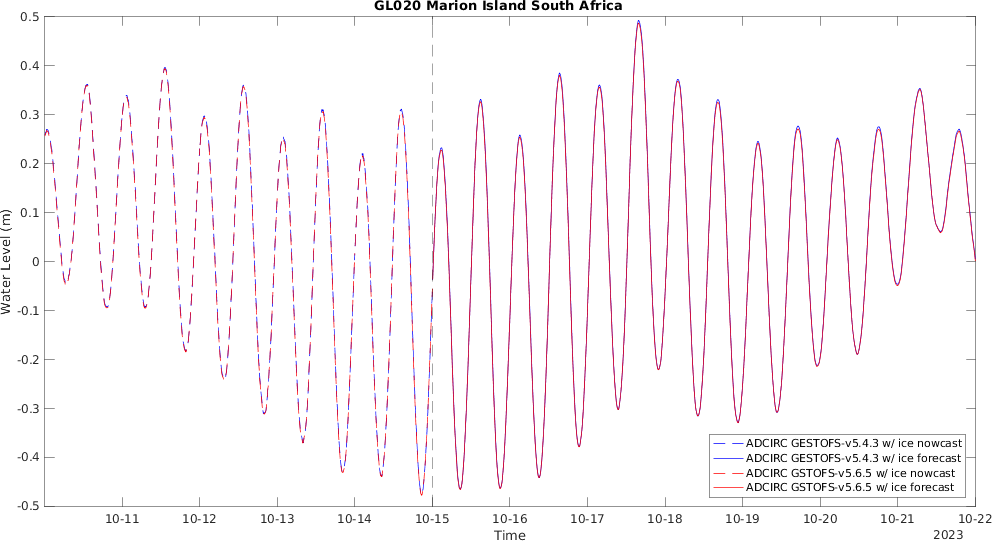 GL020 Marion Island South Africa
0.5
0.4
0.3
0.2
0.1
0
-0.1
-0.2
-0.3
-0.4
-0.5
Water Level (m)
ADCIRC GESTOFS-v5.4.3 w/ ice nowcast
ADCIRC GESTOFS-v5.4.3 w/ ice forecast
ADCIRC GSTOFS-v5.6.5 w/ ice nowcast
ADCIRC GSTOFS-v5.6.5 w/ ice forecast
10-11 10-12 10-13 10-14 10-15 10-16 10-17 10-18 10-19 10-20 10-21 10-22
Time
2023